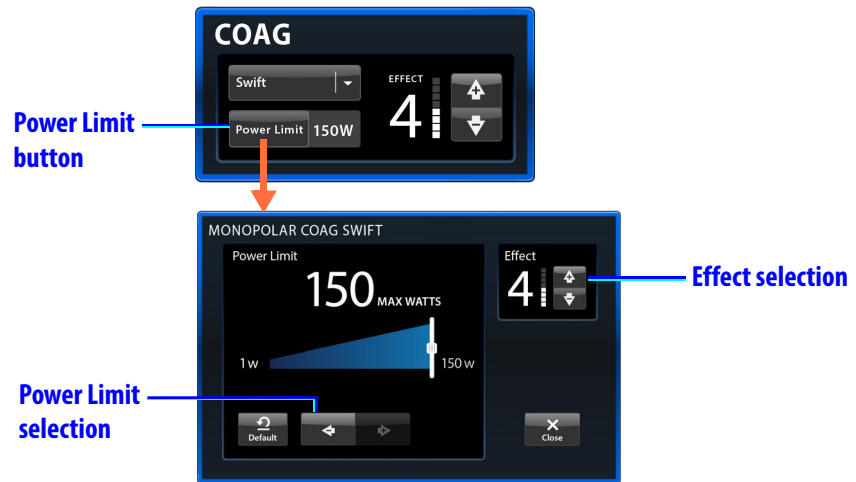 COAG
Swift
EFFECT
4
Power Limit 150W
Power Limit
button
MONOPOLAR COAG SWIFT
Power Limit
150 MAX WATTS
1 w
150 w
Effect
4
Effect selection
Power Limit
selection
Default
Close